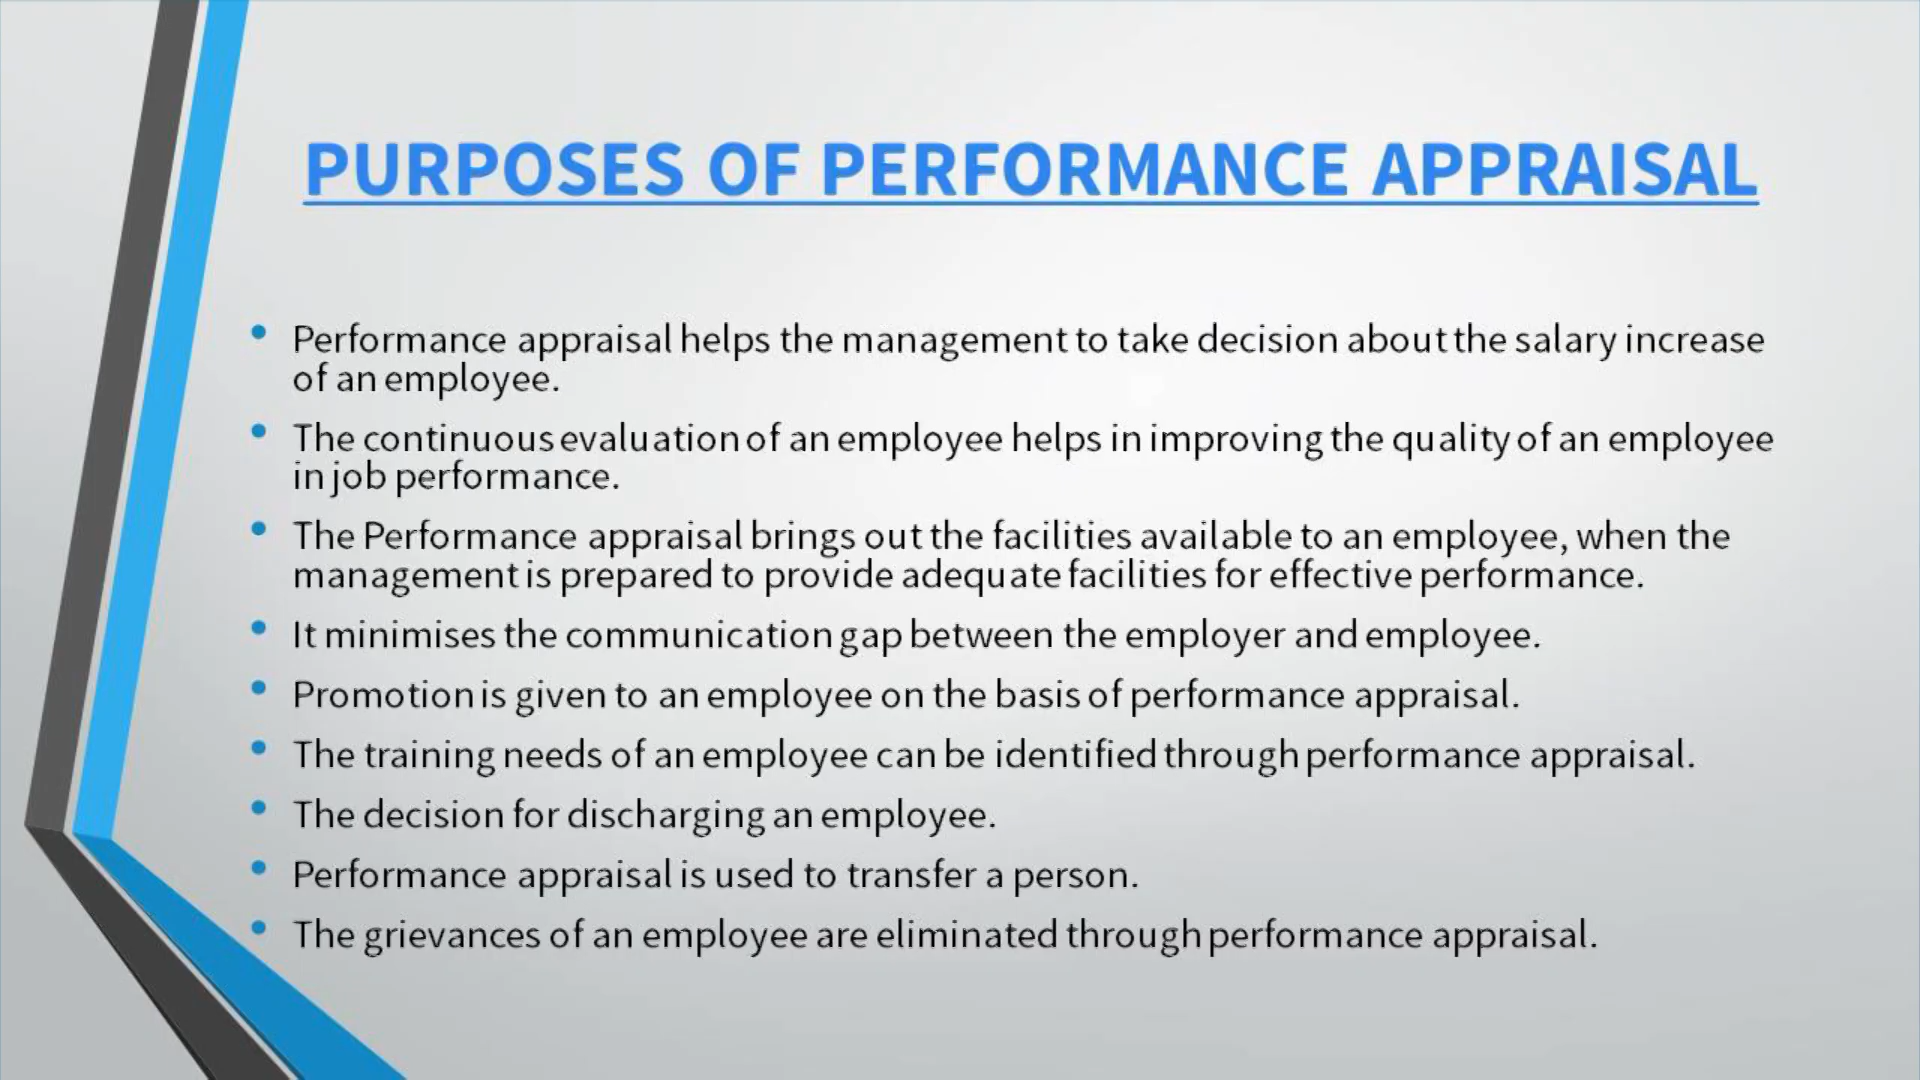 PURPOSES OF PERFORMANCE APPRAISAL
• Performance appraisal helps the management to take decision about the salary increase
of an employee.
• The continuous evaluation of an employee helps in improving the quality of an employee
in job performance.
• The Performance appraisal brings out the facilities available to an employee, when the
management is prepared to provide adequate facilities for effective performance.
• It minimises the communication gap between the employer and employee.
• Promotion is given to an employee on the basis of performance appraisal.
• The training needs of an employee can be identified through performance appraisal.
• The decision for discharging an employee.
• Performance appraisal is used to transfer a person.
• The grievances of an employee are eliminated through performance appraisal.